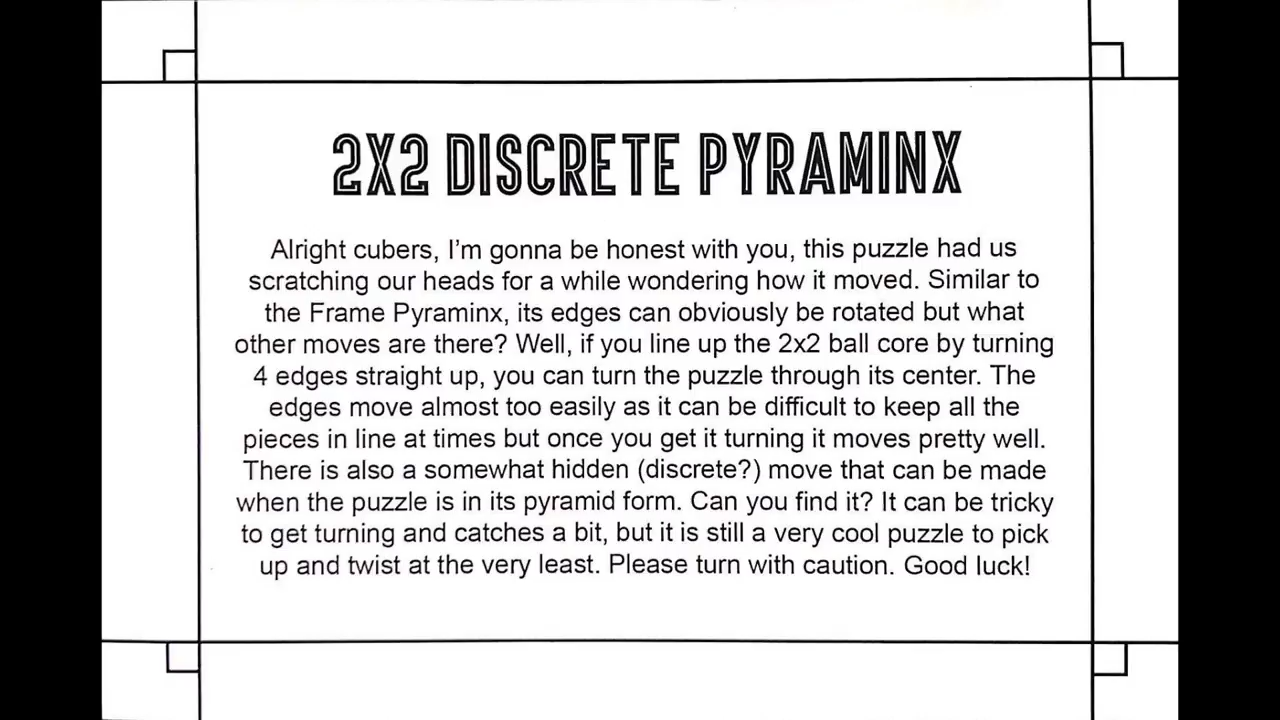 2X2 DISCRETE PYRAMINX
Alright cubers, I'm gonna be honest with you, this puzzle had us
scratching our heads for a while wondering how it moved. Similar to
the Frame Pyraminx, its edges can obviously be rotated but what
other moves are there? Well, if you line up the 2x2 ball core by turning
4 edges straight up, you can turn the puzzle through its center. The
edges move almost too easily as it can be difficult to keep all the
pieces in line at times but once you get it turning it moves pretty well.
There is also a somewhat hidden (discrete?) move that can be made
when the puzzle is in its pyramid form. Can you find it? It can be tricky
to get turning and catches a bit, but it is still a very cool puzzle to pick
up and twist at the very least. Please turn with caution. Good luck!